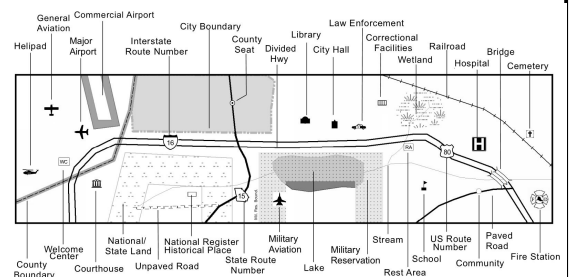 General
Aviation
Commercial Airport
Helipad
Major
Airport
Interstate
Route Number
City Boundary
County
Seat
Divided
Hwy
Library
City Hall
Law Enforcement
Correctional
Facilities
Wetland
Railroad
Hospital
Bridge
Cemetery
16
WC
15
RA
80
H
County
Boundary
Welcome
Center
Courthouse
National/
State Land
Unpaved Road
National Register
Historical Place
State Route
Number
Military
Aviation
Lake
Military
Reservation
Stream
Rest Area
School
US Route
Number
Community
Paved
Road
Fire Station